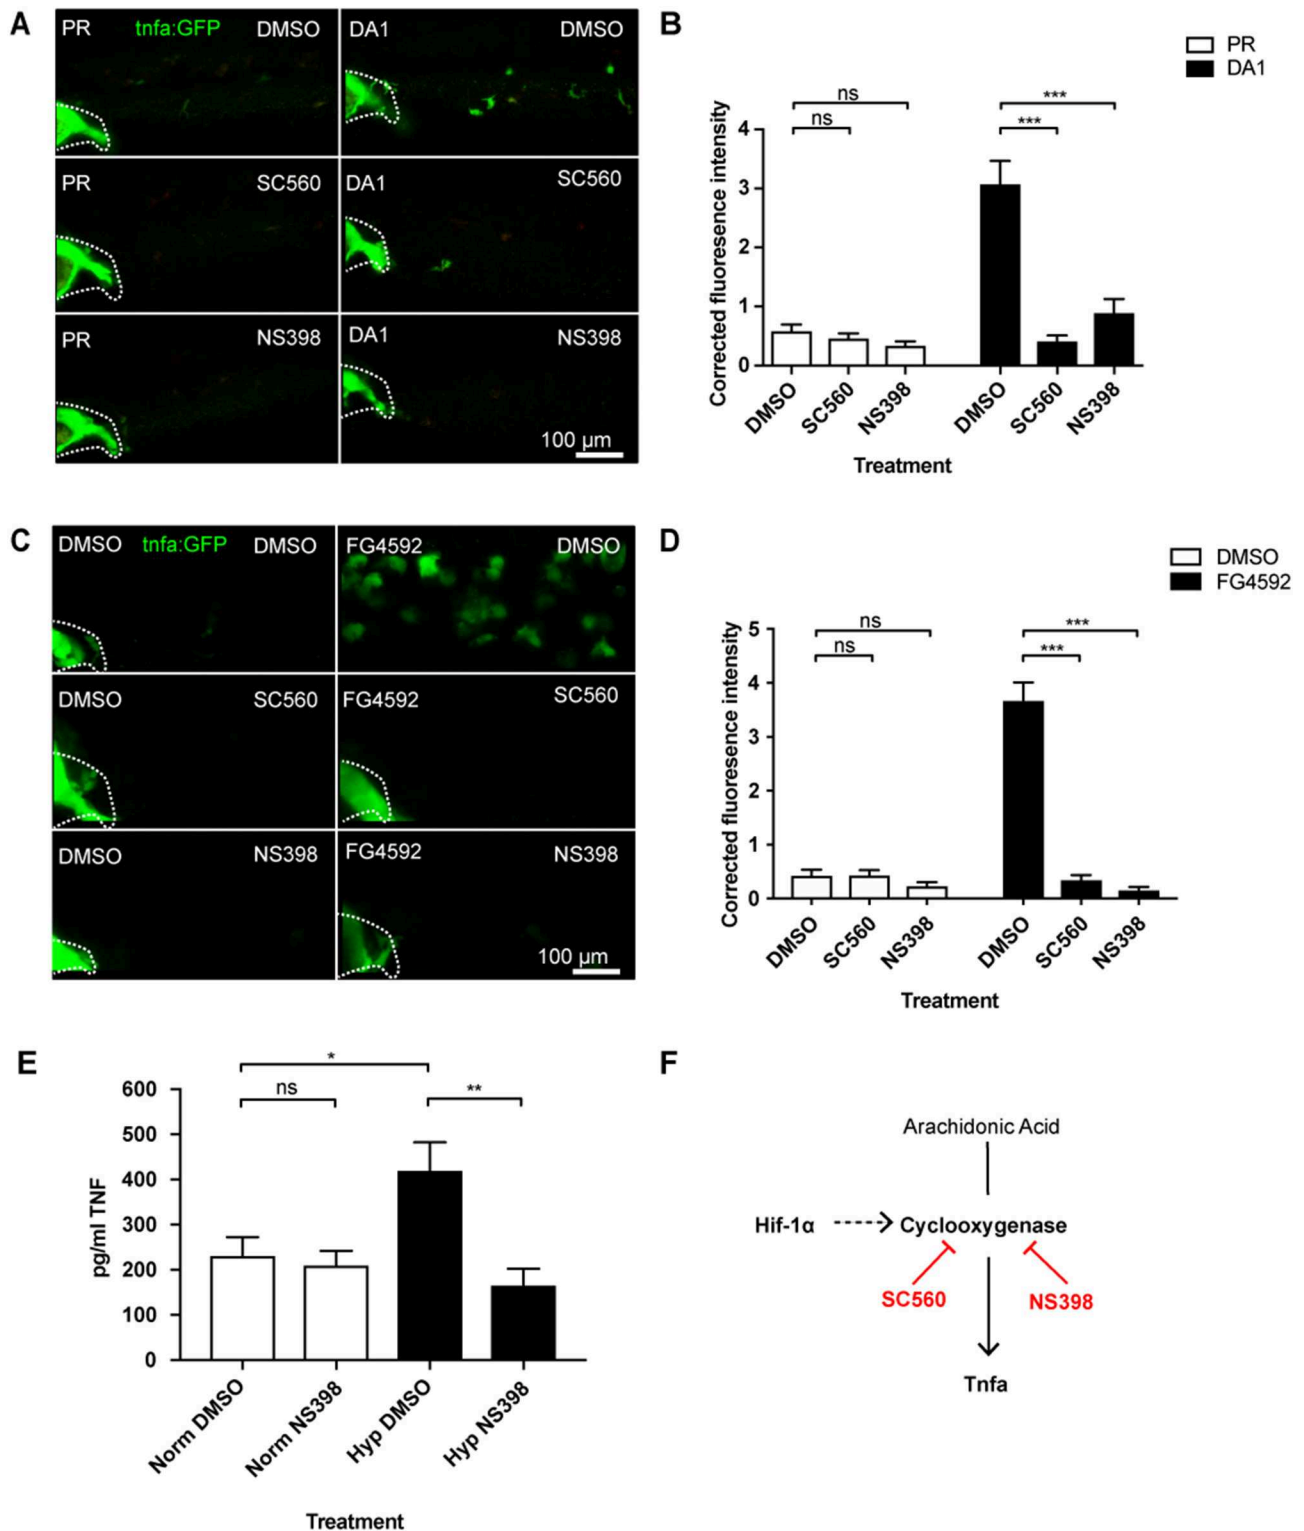 A
PR tnfa:GFP DMSO
DA1 DMSO
PR SC560
DA1 SC560
PR NS398
DA1 NS398
100 µm
B
PR
DA1
ns
ns
***
***
Corrected fluoresence intensity
4
3
2
1
0
DMSO
SC560
NS398
DMSO
SC560
NS398
Treatment
C
DMSO tnfa:GFP DMSO
FG4592 DMSO
DMSO SC560
FG4592 SC560
DMSO NS398
FG4592 NS398
100 µm
D
DMSO
FG4592
ns
ns
***
***
Corrected fluoresence intensity
5
4
3
2
1
0
DMSO
SC560
NS398
DMSO
SC560
NS398
Treatment
E
*
ns
**
pg/ml TNF
600
500
400
300
200
100
0
Norm DMSO
Norm NS398
Hyp DMSO
Hyp NS398
Treatment
F
Arachidonic Acid
Hif-1α
Cyclooxygenase
SC560
NS398
Tnfa